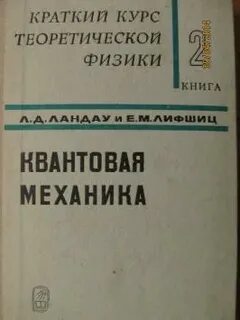 КРАТКИЙ КУРС
ТЕОРЕТИЧЕСКОЙ
ФИЗИКИ
2
КНИГА
Л.Д.ЛАНДАУ и Е.М.ЛИФШИЦ
КВАНТОВАЯ
МЕХАНИКА